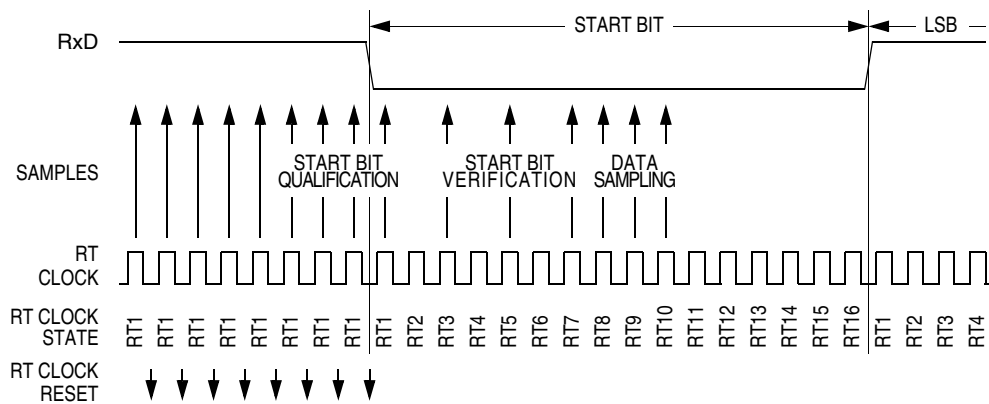 START BIT
LSB
RxD
SAMPLES
START BIT
QUALIFICATION
START BIT
VERIFICATION
DATA
SAMPLING
RT
CLOCK
RT CLOCK
STATE
RT1 RT1 RT1 RT1 RT1 RT1 RT1 RT1 RT1 RT2 RT3 RT4 RT5 RT6 RT7 RT8 RT9 RT10 RT11 RT12 RT13 RT14 RT15 RT16 RT1 RT2 RT3 RT4
RT CLOCK
RESET